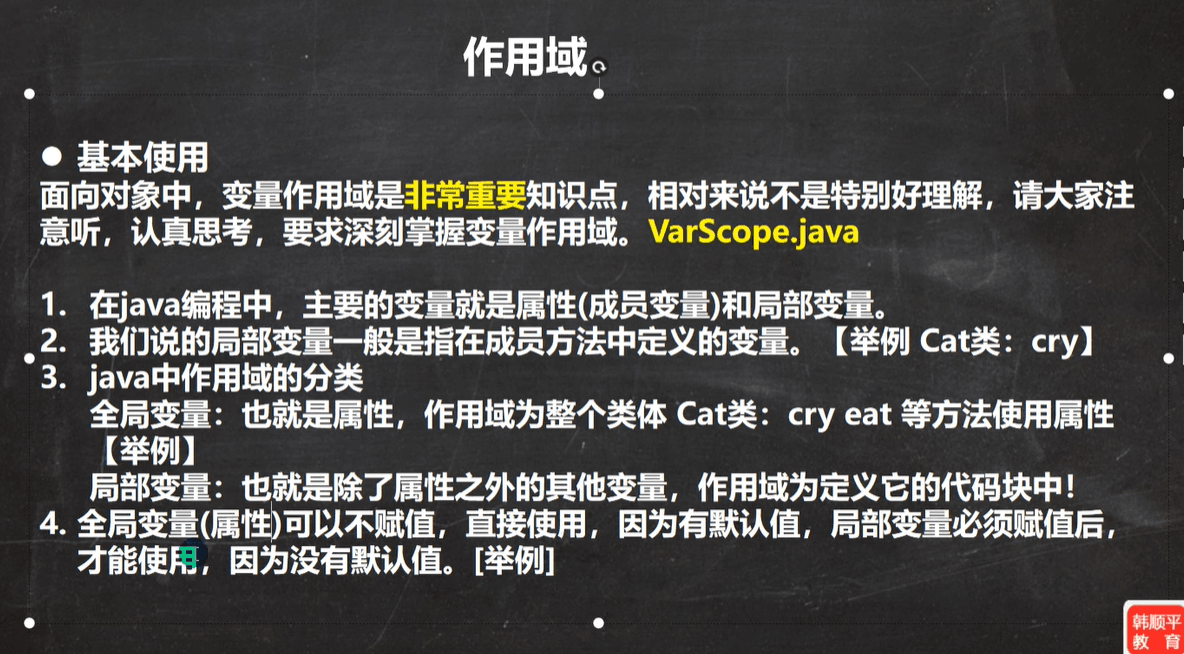 作用域。
● 基本使用
面向对象中，变量作用域是非常重要知识点，相对来说不是特别好理解，请大家注
意听，认真思考，要求深刻掌握变量作用域。VarScope.java
1. 在java编程中，主要的变量就是属性(成员变量)和局部变量。
2. 我们说的局部变量一般是指在成员方法中定义的变量。【举例 Cat类：cry】
3. java中作用域的分类
全局变量：也就是属性，作用域为整个类体 Cat类：cry eat 等方法使用属性
【举例】
局部变量：也就是除了属性之外的其他变量，作用域为定义它的代码块中！
4. 全局变量(属性)可以不赋值，直接使用，因为有默认值，局部变量必须赋值后，
才能使用，因为没有默认值。[举例]
韩顺平
教 育